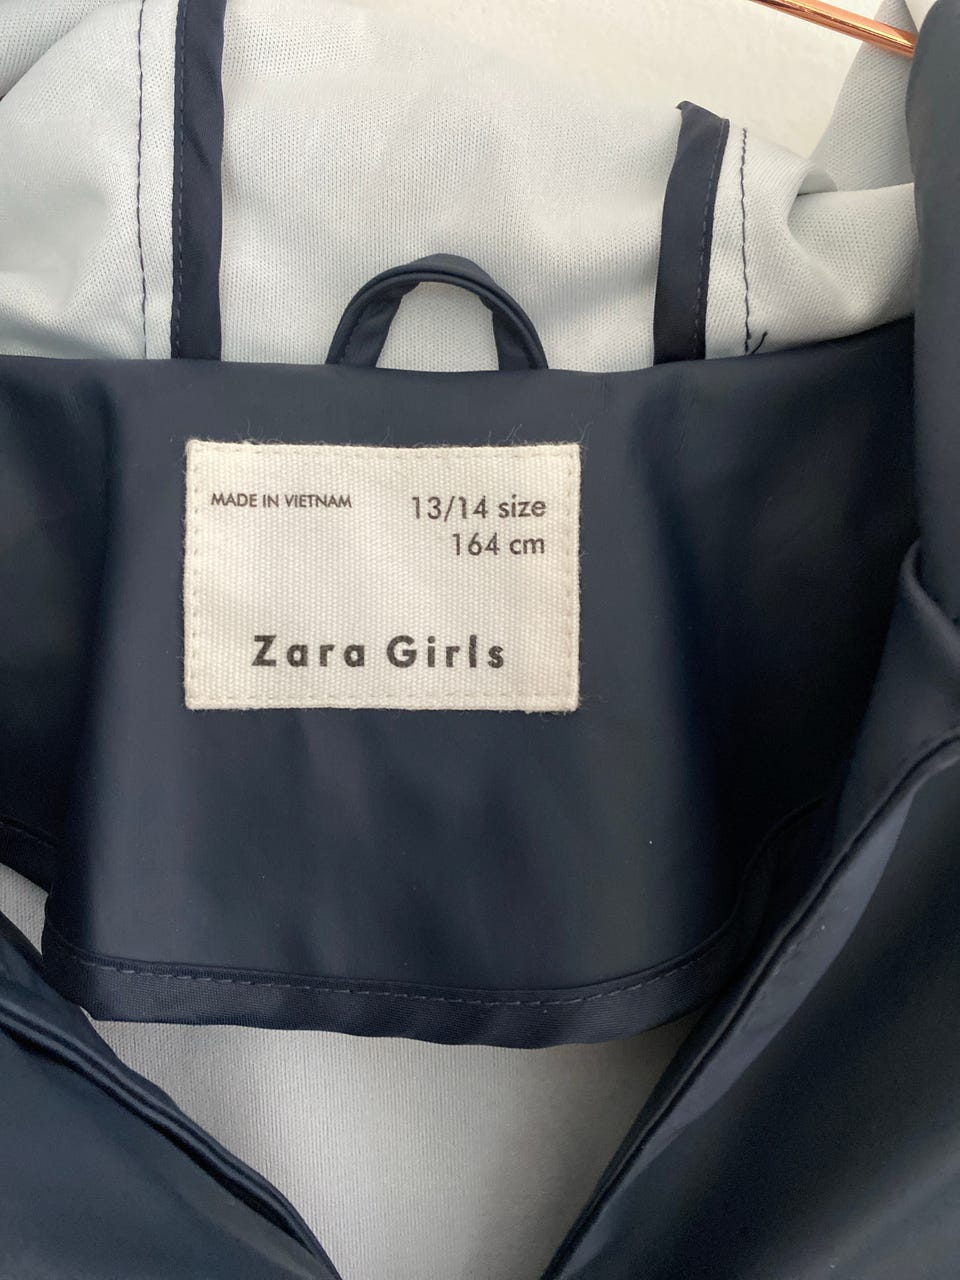 MADE IN VIETNAM
13/14 size
164 cm
Zara Girls